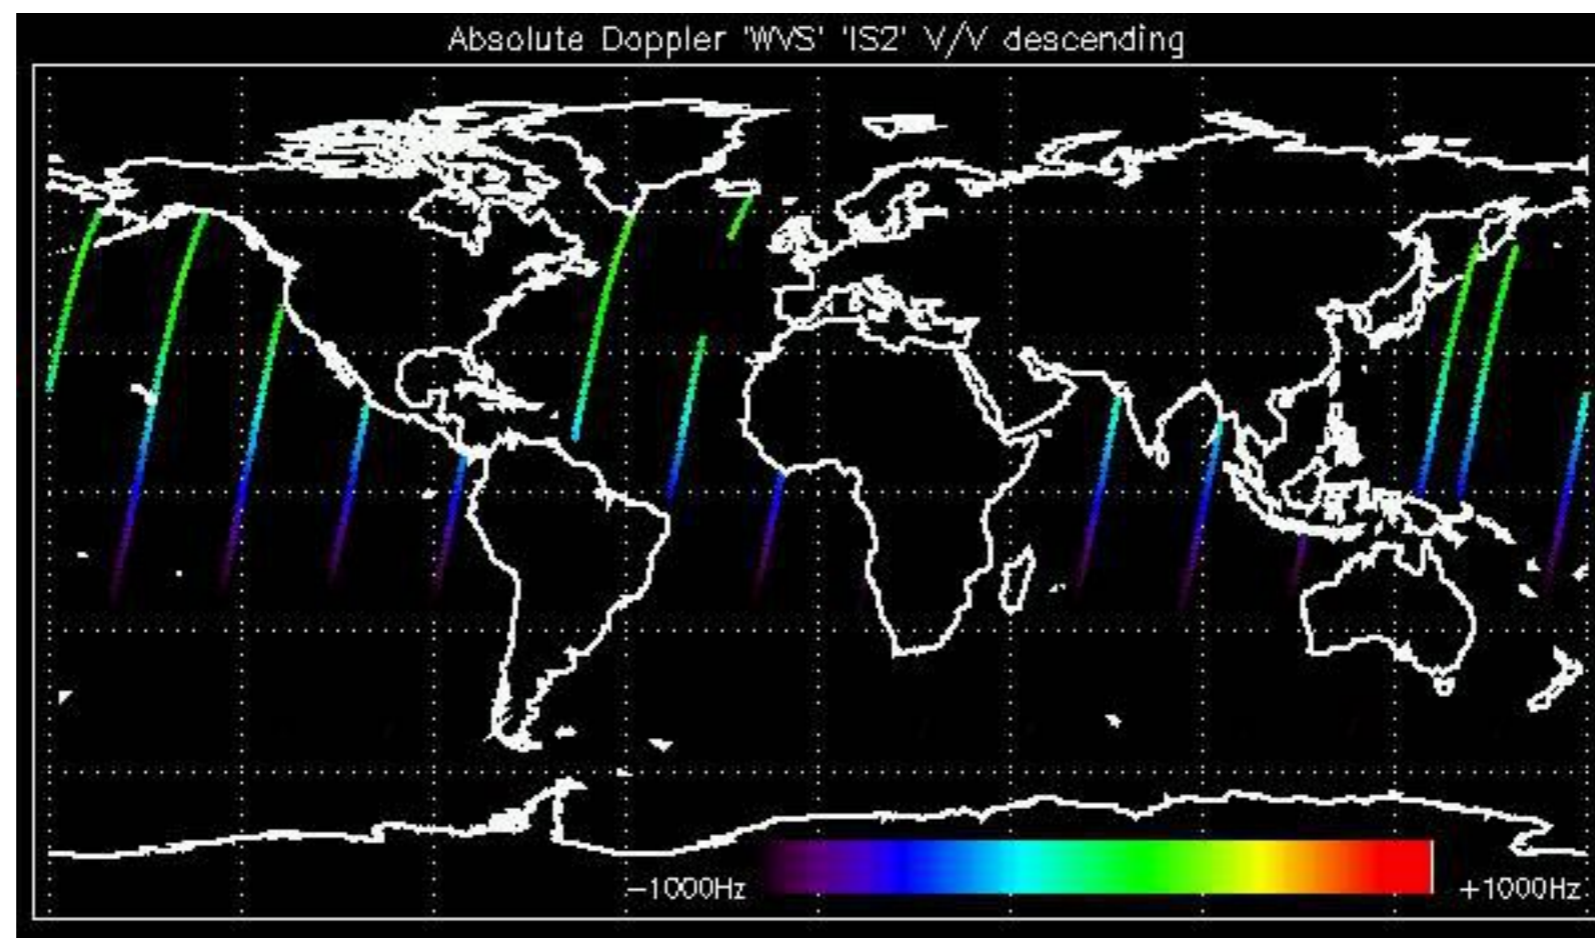 Absolute Doppler 'WVS' 'IS2' V/V descending
-1000Hz
+1000Hz